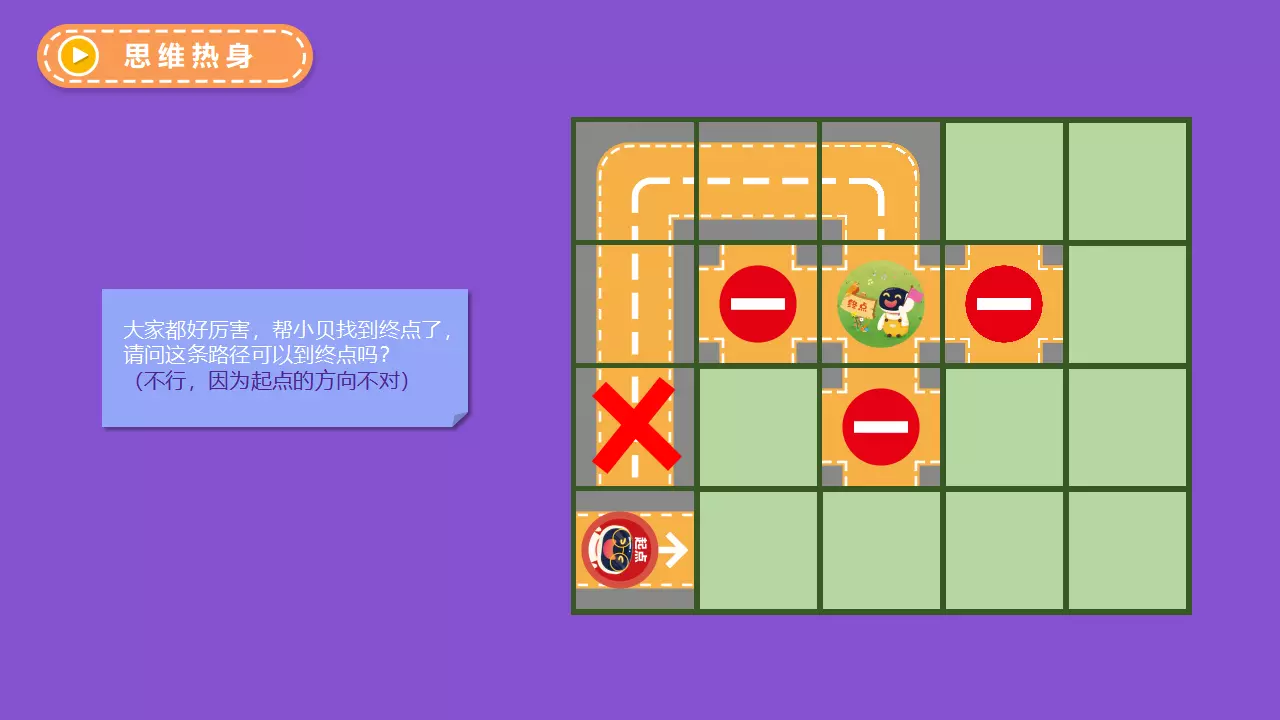 思维热身
大家都好厉害，帮小贝找到终点了，
请问这条路径可以到终点吗？
（不行，因为起点的方向不对）
终点
起点